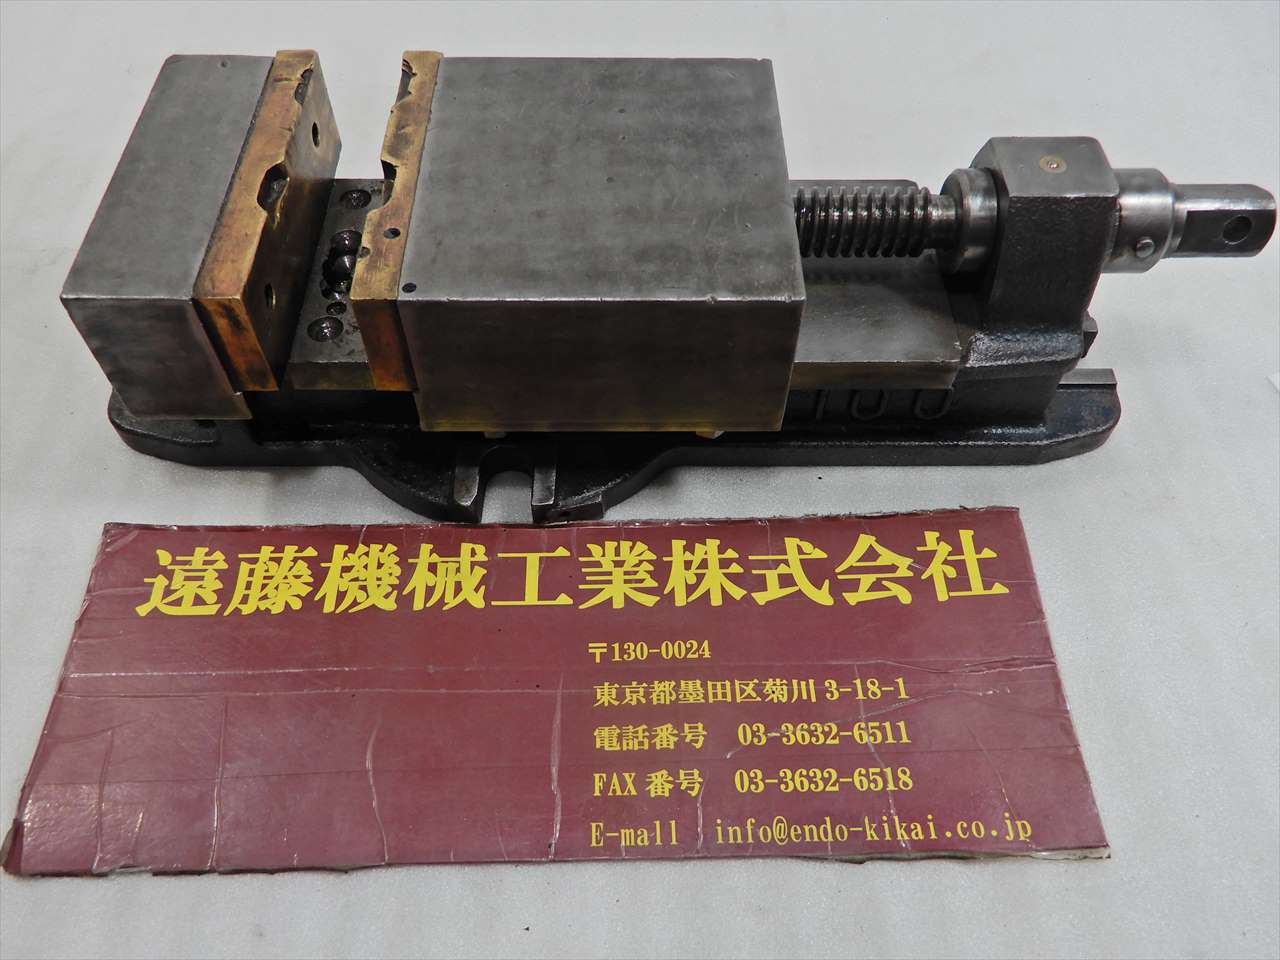 100
遠藤機械工業株式会社
〒130-0024
東京都墨田区菊川 3-18-1
電話番号 03-3632-6511
FAX 番号 03-3632-6518
E-mall info@endo-kikai.co.jp